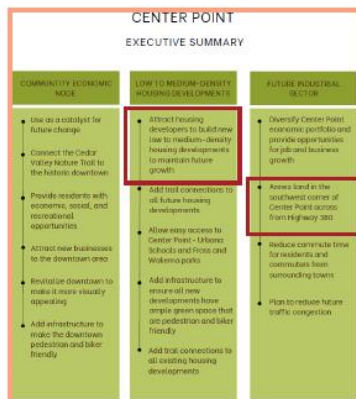 CENTER POINT
EXECUTIVE SUMMARY
COMMUNTITY ECONOMIC
NODE
Use as a catalyst for
future change
Connect the Cedar
Valley Nature Trail to
the historic downtown
Provide residents with
economic, social, and
recreational
opportunities
Attract new businesses
to the downtown area
Revitalize downtown to
make it more visually
appealing
Add infrastructure to
make the downtown
pedestrian and biker
friendly
LOW TO MEDIUM-DENSITY
HOUSING DEVELOPMENTS
Attract housing
developers to build new
low to medium-density
housing developments
to maintain future
growth
Add trail connections to
all future housing
developments
Allow easy access to
Center Point - Urbana
Schools and Fross and
Wakema parks
Add infrastructure to
ensure all new
developments have
ample green space that
are pedestrian and biker
friendly
Add trail connections to
all existing housing
developments
FUTURE INDUSTRIAL
SECTOR
Diversify Center Point
economic portfolio and
provide opportunities
for job and business
growth
Annex land in the
southwest corner of
Center Point across
from Highway 380
Reduce commute time
for residents and
commuters from
surrounding towns
Plan to reduce future
traffic congestion